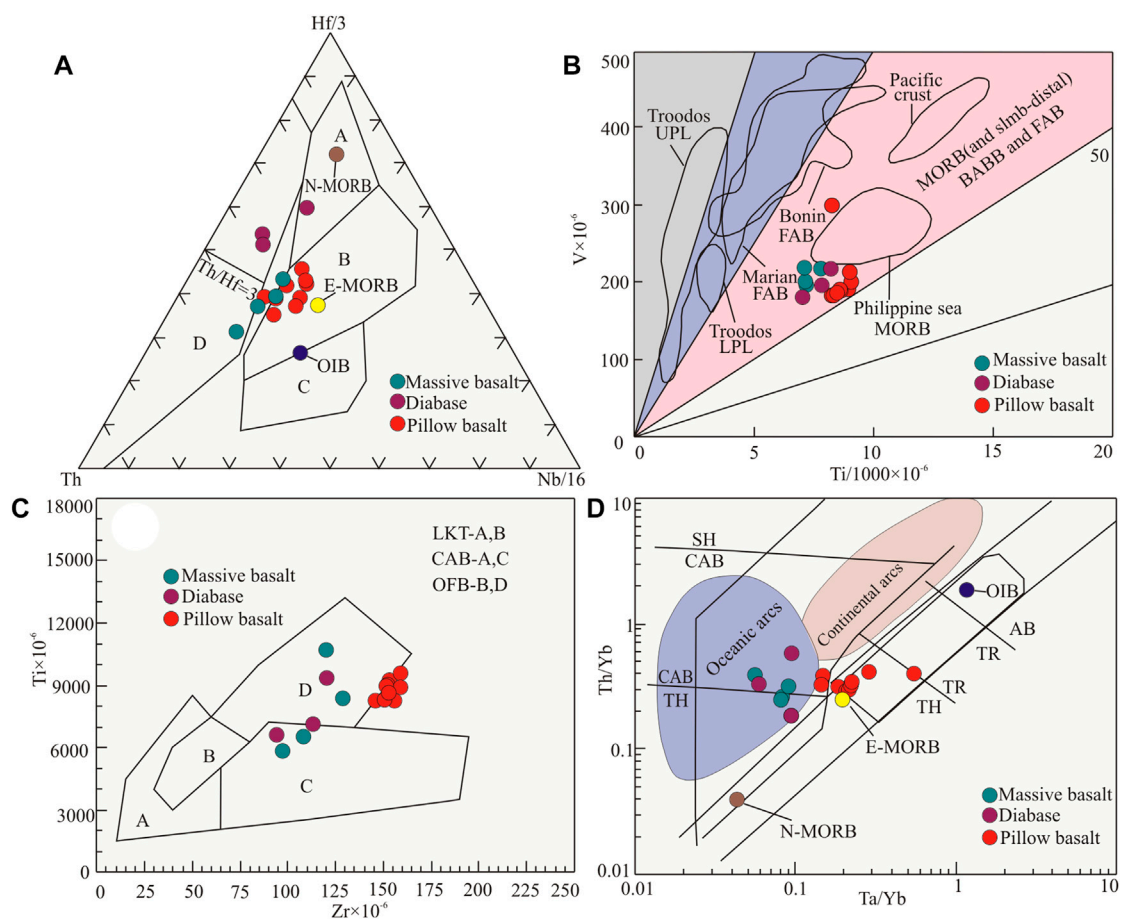 A
Hf/3
A
N-MORB
B
Th/Hf=3
E-MORB
D
OIB
C
Massive basalt
Diabase
Pillow basalt
Th
Nb/16
B
500
400
300
200
100
0
V×10⁻⁶
Troodos
UPL
Pacific
crust
MORB(and slmb-distal)
BABB and FAB
50
Bonin
FAB
Marian
FAB
Philippine sea
MORB
Troodos
LPL
Massive basalt
Diabase
Pillow basalt
0
5
10
15
20
Ti/1000×10⁻⁶
C
18000
15000
12000
9000
6000
3000
0
Ti×10⁻⁶
LKT-A,B
CAB-A,C
OFB-B,D
Massive basalt
Diabase
Pillow basalt
D
B
C
A
0
25
50
75
100
125
150
175
200
225
250
Zr×10⁻⁶
D
10
1
0.1
0.01
Th/Yb
SH
CAB
Oceanic arcs
Continental arcs
OIB
AB
TR
CAB
TH
TR
TH
E-MORB
N-MORB
Massive basalt
Diabase
Pillow basalt
0.01
0.1
1
10
Ta/Yb